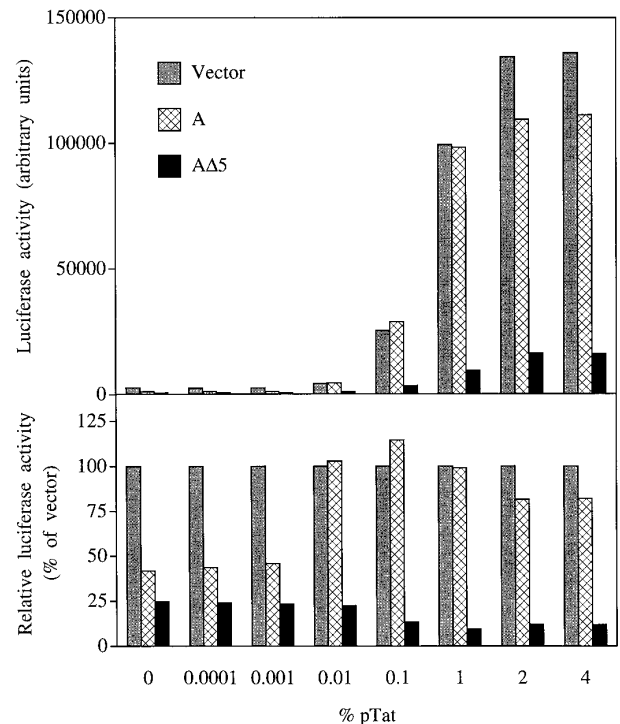 150000
100000
50000
0
Luciferase activity (arbitrary units)
Vector
A
AΔ5
125
100
75
50
25
0
Relative luciferase activity
(% of vector)
0 0.0001 0.001 0.01 0.1 1 2 4
% pTat